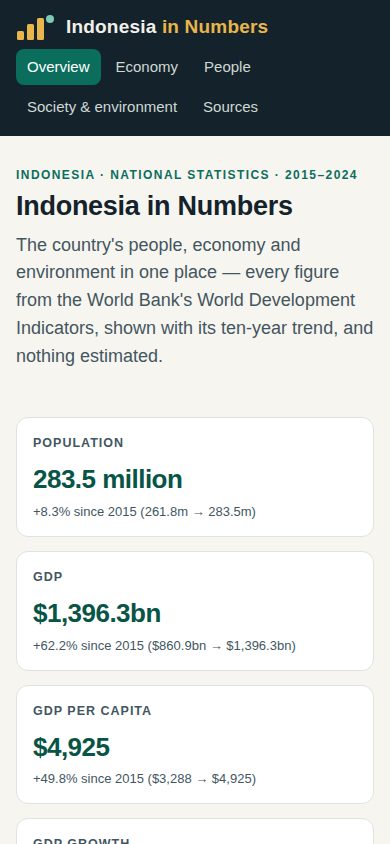 Indonesia in Numbers
Overview
Economy
People
Society & environment
Sources
INDONESIA · NATIONAL STATISTICS · 2015–2024
Indonesia in Numbers
The country's people, economy and
environment in one place — every figure
from the World Bank's World Development
Indicators, shown with its ten-year trend, and
nothing estimated.
POPULATION
283.5 million
+8.3% since 2015 (261.8m → 283.5m)
GDP
$1,396.3bn
+62.2% since 2015 ($860.9bn → $1,396.3bn)
GDP PER CAPITA
$4,925
+49.8% since 2015 ($3,288 → $4,925)
GDP GROWTH